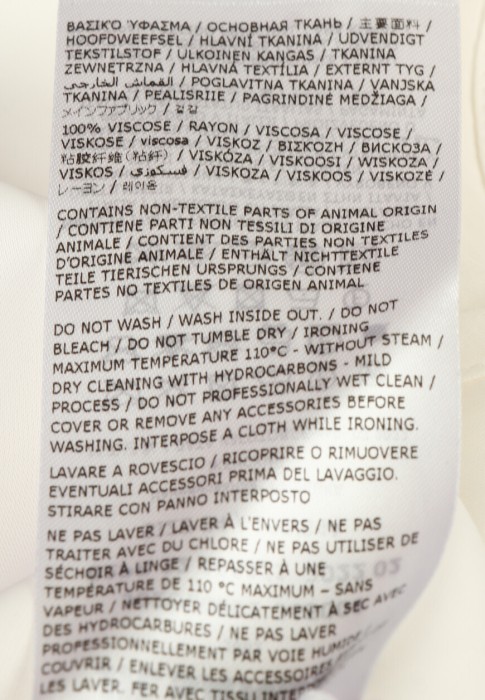 ΒΑΣΙΚΌ ΎΦΑΣΜΑ / ОСНОВНАЯ ТКАНЬ / 主要面料 /
HOOFDWEEFSEL / HLAVNÍ TKANINA / UDVENDIGT
TEKSTILSTOF / ULKOINEN KANGAS / TKANINA
ZEWNĘTRZNA / HLAVNÁ TEXTÍLIA / EXTERNT TYG /
القماش الخارجي / POGLAVITNA TKANINA / VANJSKA
TKANINA / PEALISRIIE / PAGRINDINĖ MEDŽIAGA /
メインファブリック / 겉감
100% VISCOSE / RAYON / VISCOSA / VISCOSE /
VISKOSE / viscosa / VISKOZ / ΒΙΣΚΌΖΗ / ВИСКОЗА /
粘胶纤维（粘纤） / VISKÓZA / VISKOOSI / WISKOZA /
VISKOS / فسكوزي / VISKOZA / VISKOOS / VISKOZĖ /
レーヨン / 레이온
CONTAINS NON-TEXTILE PARTS OF ANIMAL ORIGIN
/ CONTIENE PARTI NON TESSILI DI ORIGINE
ANIMALE / CONTIENT DES PARTIES NON TEXTILES
D'ORIGINE ANIMALE / ENTHÄLT NICHTTEXTILE
TEILE TIERISCHEN URSPRUNGS / CONTIENE
PARTES NO TEXTILES DE ORIGEN ANIMAL
DO NOT WASH / WASH INSIDE OUT. / DO NOT
BLEACH / DO NOT TUMBLE DRY / IRONING
MAXIMUM TEMPERATURE 110°C - WITHOUT STEAM /
DRY CLEANING WITH HYDROCARBONS - MILD
PROCESS / DO NOT PROFESSIONALLY WET CLEAN /
COVER OR REMOVE ANY ACCESSORIES BEFORE
WASHING. INTERPOSE A CLOTH WHILE IRONING.
LAVARE A ROVESCIO / RICOPRIRE O RIMUOVERE
EVENTUALI ACCESSORI PRIMA DEL LAVAGGIO.
STIRARE CON PANNO INTERPOSTO
NE PAS LAVER / LAVER À L'ENVERS / NE PAS
TRAITER AVEC DU CHLORE / NE PAS UTILISER DE
SÉCHOIR À LINGE / REPASSER À UNE
TEMPÉRATURE DE 110 °C MAXIMUM – SANS
VAPEUR / NETTOYER DÉLICATEMENT À SEC AVEC
DES HYDROCARBURES / NE PAS LAVER
PROFESSIONNELLEMENT PAR VOIE HUMIDE
COUVRIR / ENLEVER LES ACCESSOIRES
LES LAVER. FER AVEC TISSU